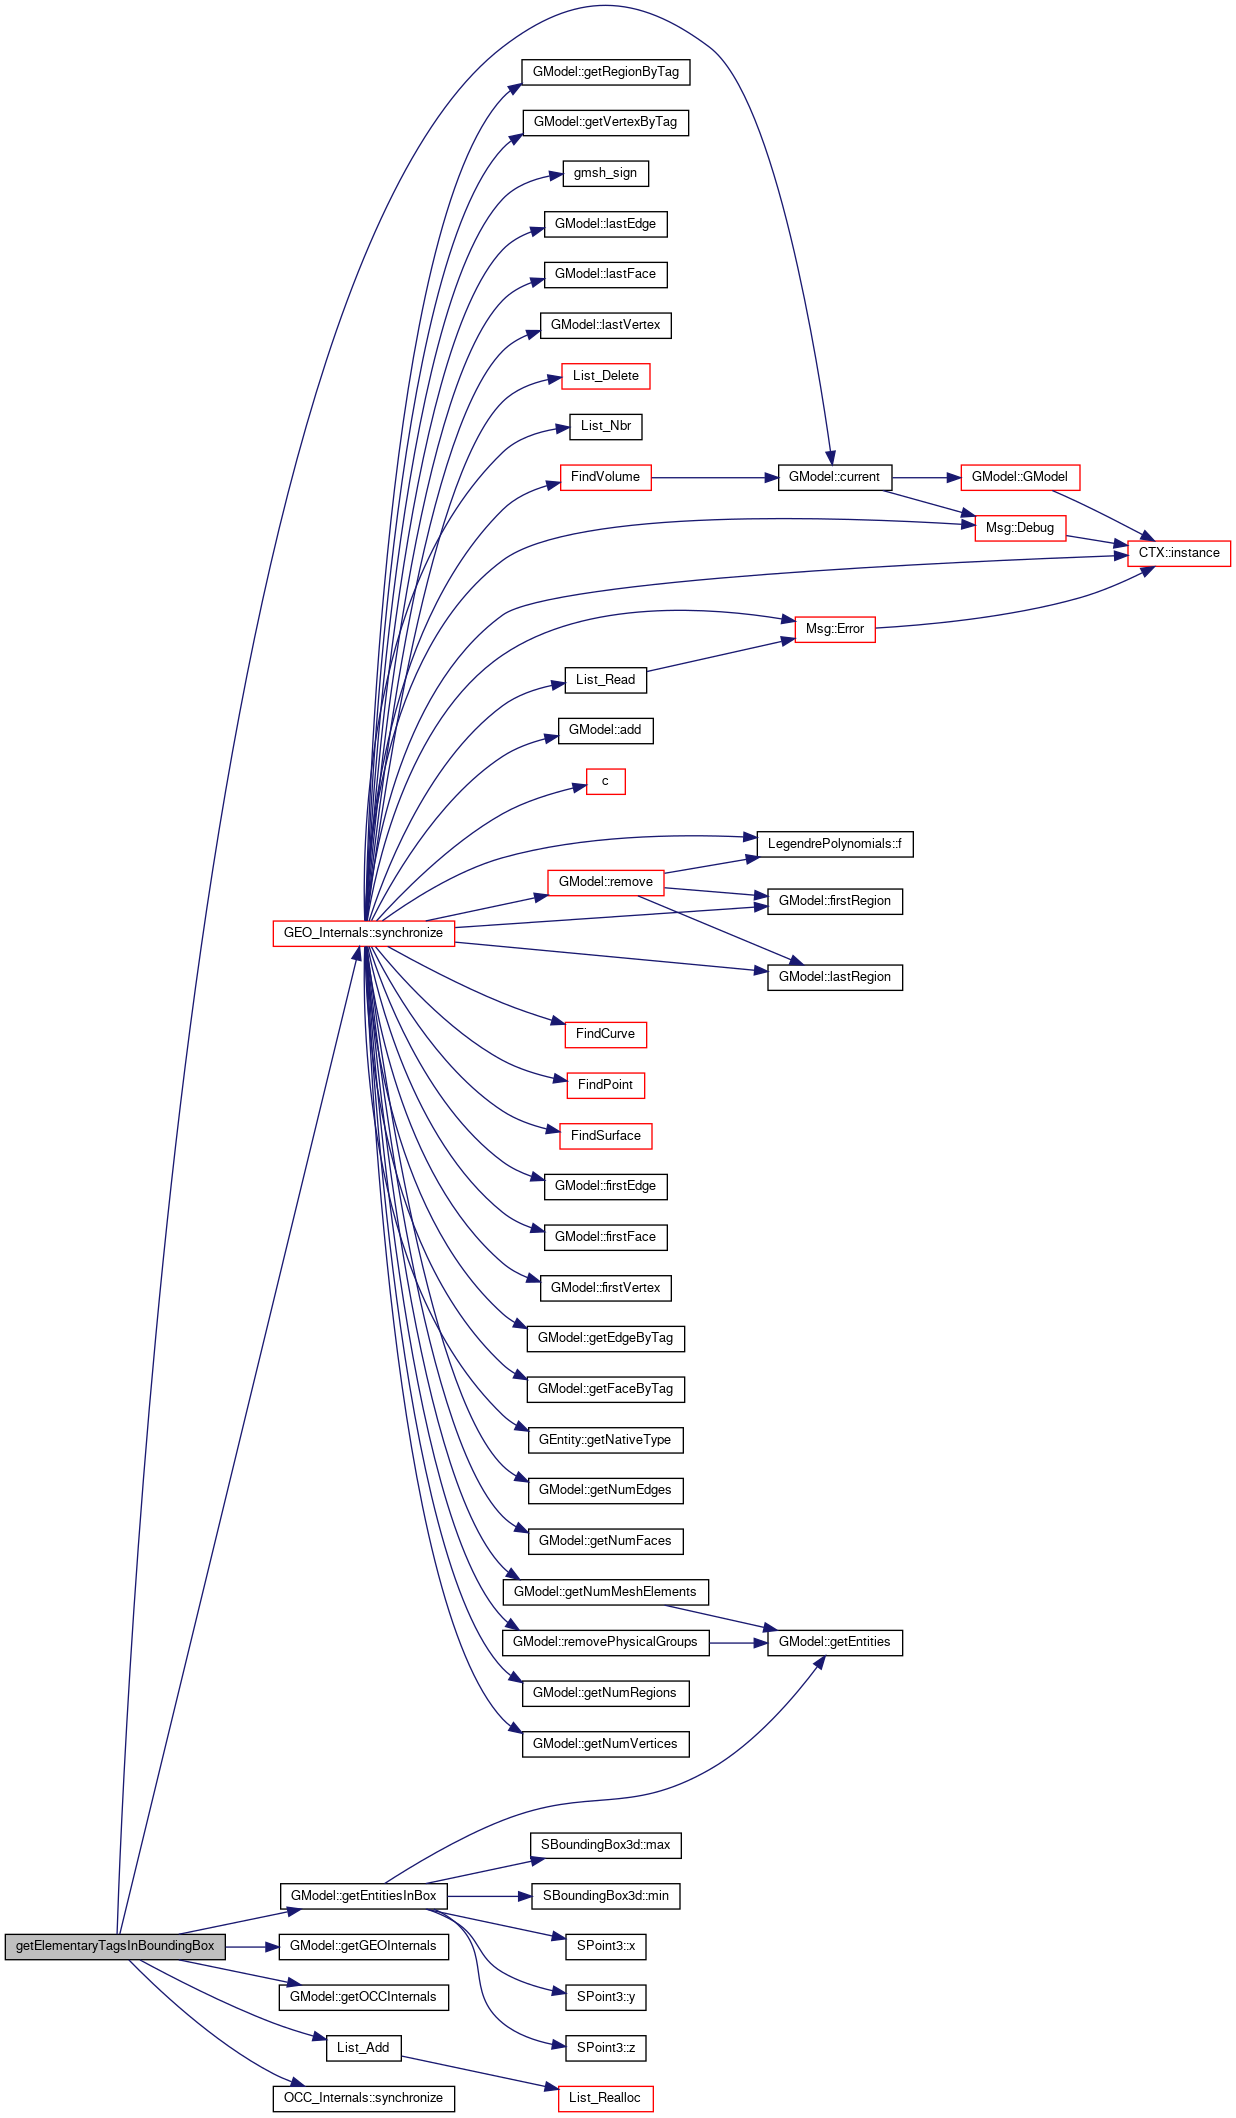 GModel::getRegionByTag
GModel::getVertexByTag
gmsh_sign
GModel::lastEdge
GModel::lastFace
GModel::lastVertex
List_Delete
List_Nbr
FindVolume
GModel::current
GModel::GModel
Msg::Debug
CTX::instance
Msg::Error
List_Read
GModel::add
c
LegendrePolynomials::f
GModel::remove
GModel::firstRegion
GEO_Internals::synchronize
GModel::lastRegion
FindCurve
FindPoint
FindSurface
GModel::firstEdge
GModel::firstFace
GModel::firstVertex
GModel::getEdgeByTag
GModel::getFaceByTag
GEntity::getNativeType
GModel::getNumEdges
GModel::getNumFaces
GModel::getNumMeshElements
GModel::removePhysicalGroups
GModel::getEntities
GModel::getNumRegions
GModel::getNumVertices
SBoundingBox3d::max
GModel::getEntitiesInBox
SBoundingBox3d::min
getElementaryTagsInBoundingBox
GModel::getGEOInternals
SPoint3::x
GModel::getOCCInternals
SPoint3::y
List_Add
SPoint3::z
OCC_Internals::synchronize
List_Realloc